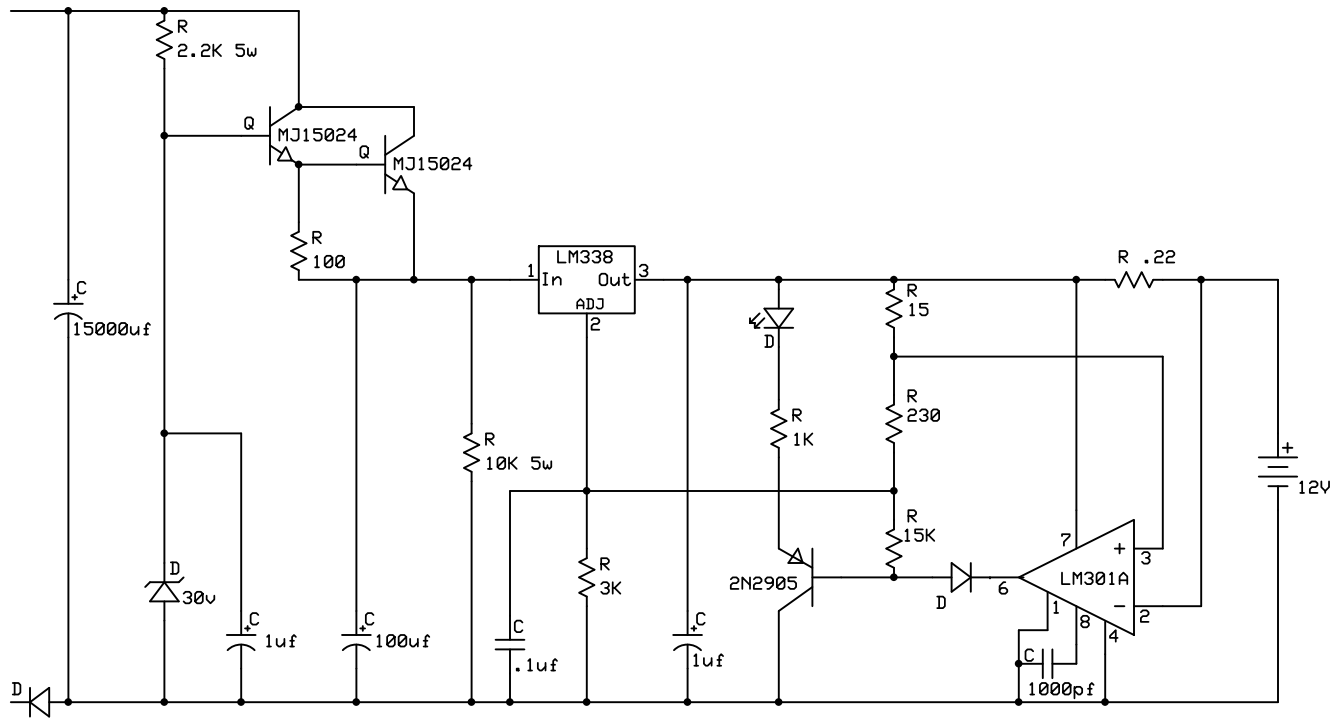 R
2.2K 5w
Q
MJ15024
Q
MJ15024
R
100
C
+
15000uf
LM338
1
In
Out
3
ADJ
2
R .22
R
15
D
R
230
R
1K
R
10K 5w
+
12V
R
15K
7
+
3
LM301A
6
−
2
1
8
4
2N2905
D
R
3K
D
30v
C
+
1uf
C
+
100uf
C
.1uf
C
+
1uf
C
1000pf
D